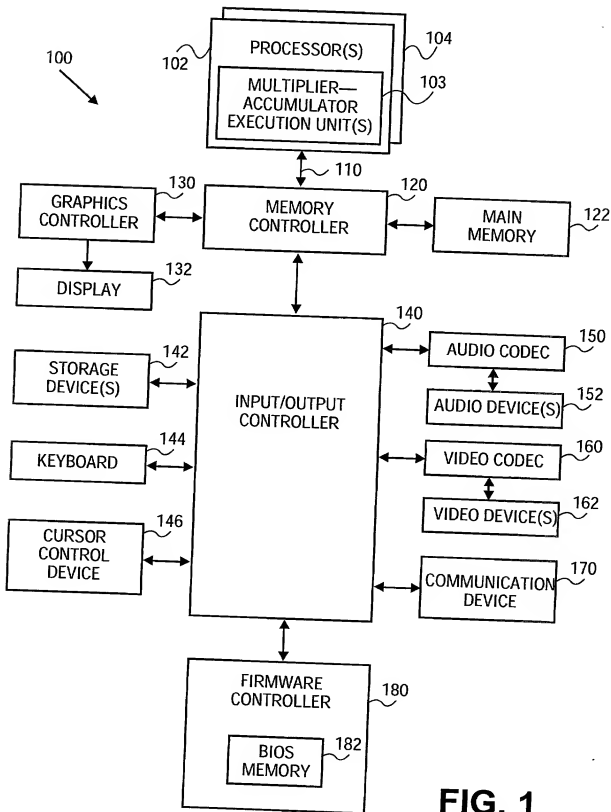 100
102
PROCESSOR(S)
104
MULTIPLIER—
ACCUMULATOR
EXECUTION UNIT(S)
103
110
130
GRAPHICS
CONTROLLER
120
MEMORY
CONTROLLER
MAIN
MEMORY
122
132
DISPLAY
140
INPUT/OUTPUT
CONTROLLER
142
STORAGE
DEVICE(S)
150
AUDIO CODEC
AUDIO DEVICE(S)
152
144
KEYBOARD
160
VIDEO CODEC
162
VIDEO DEVICE(S)
146
CURSOR
CONTROL
DEVICE
170
COMMUNICATION
DEVICE
FIRMWARE
CONTROLLER
180
BIOS
MEMORY
182
FIG. 1